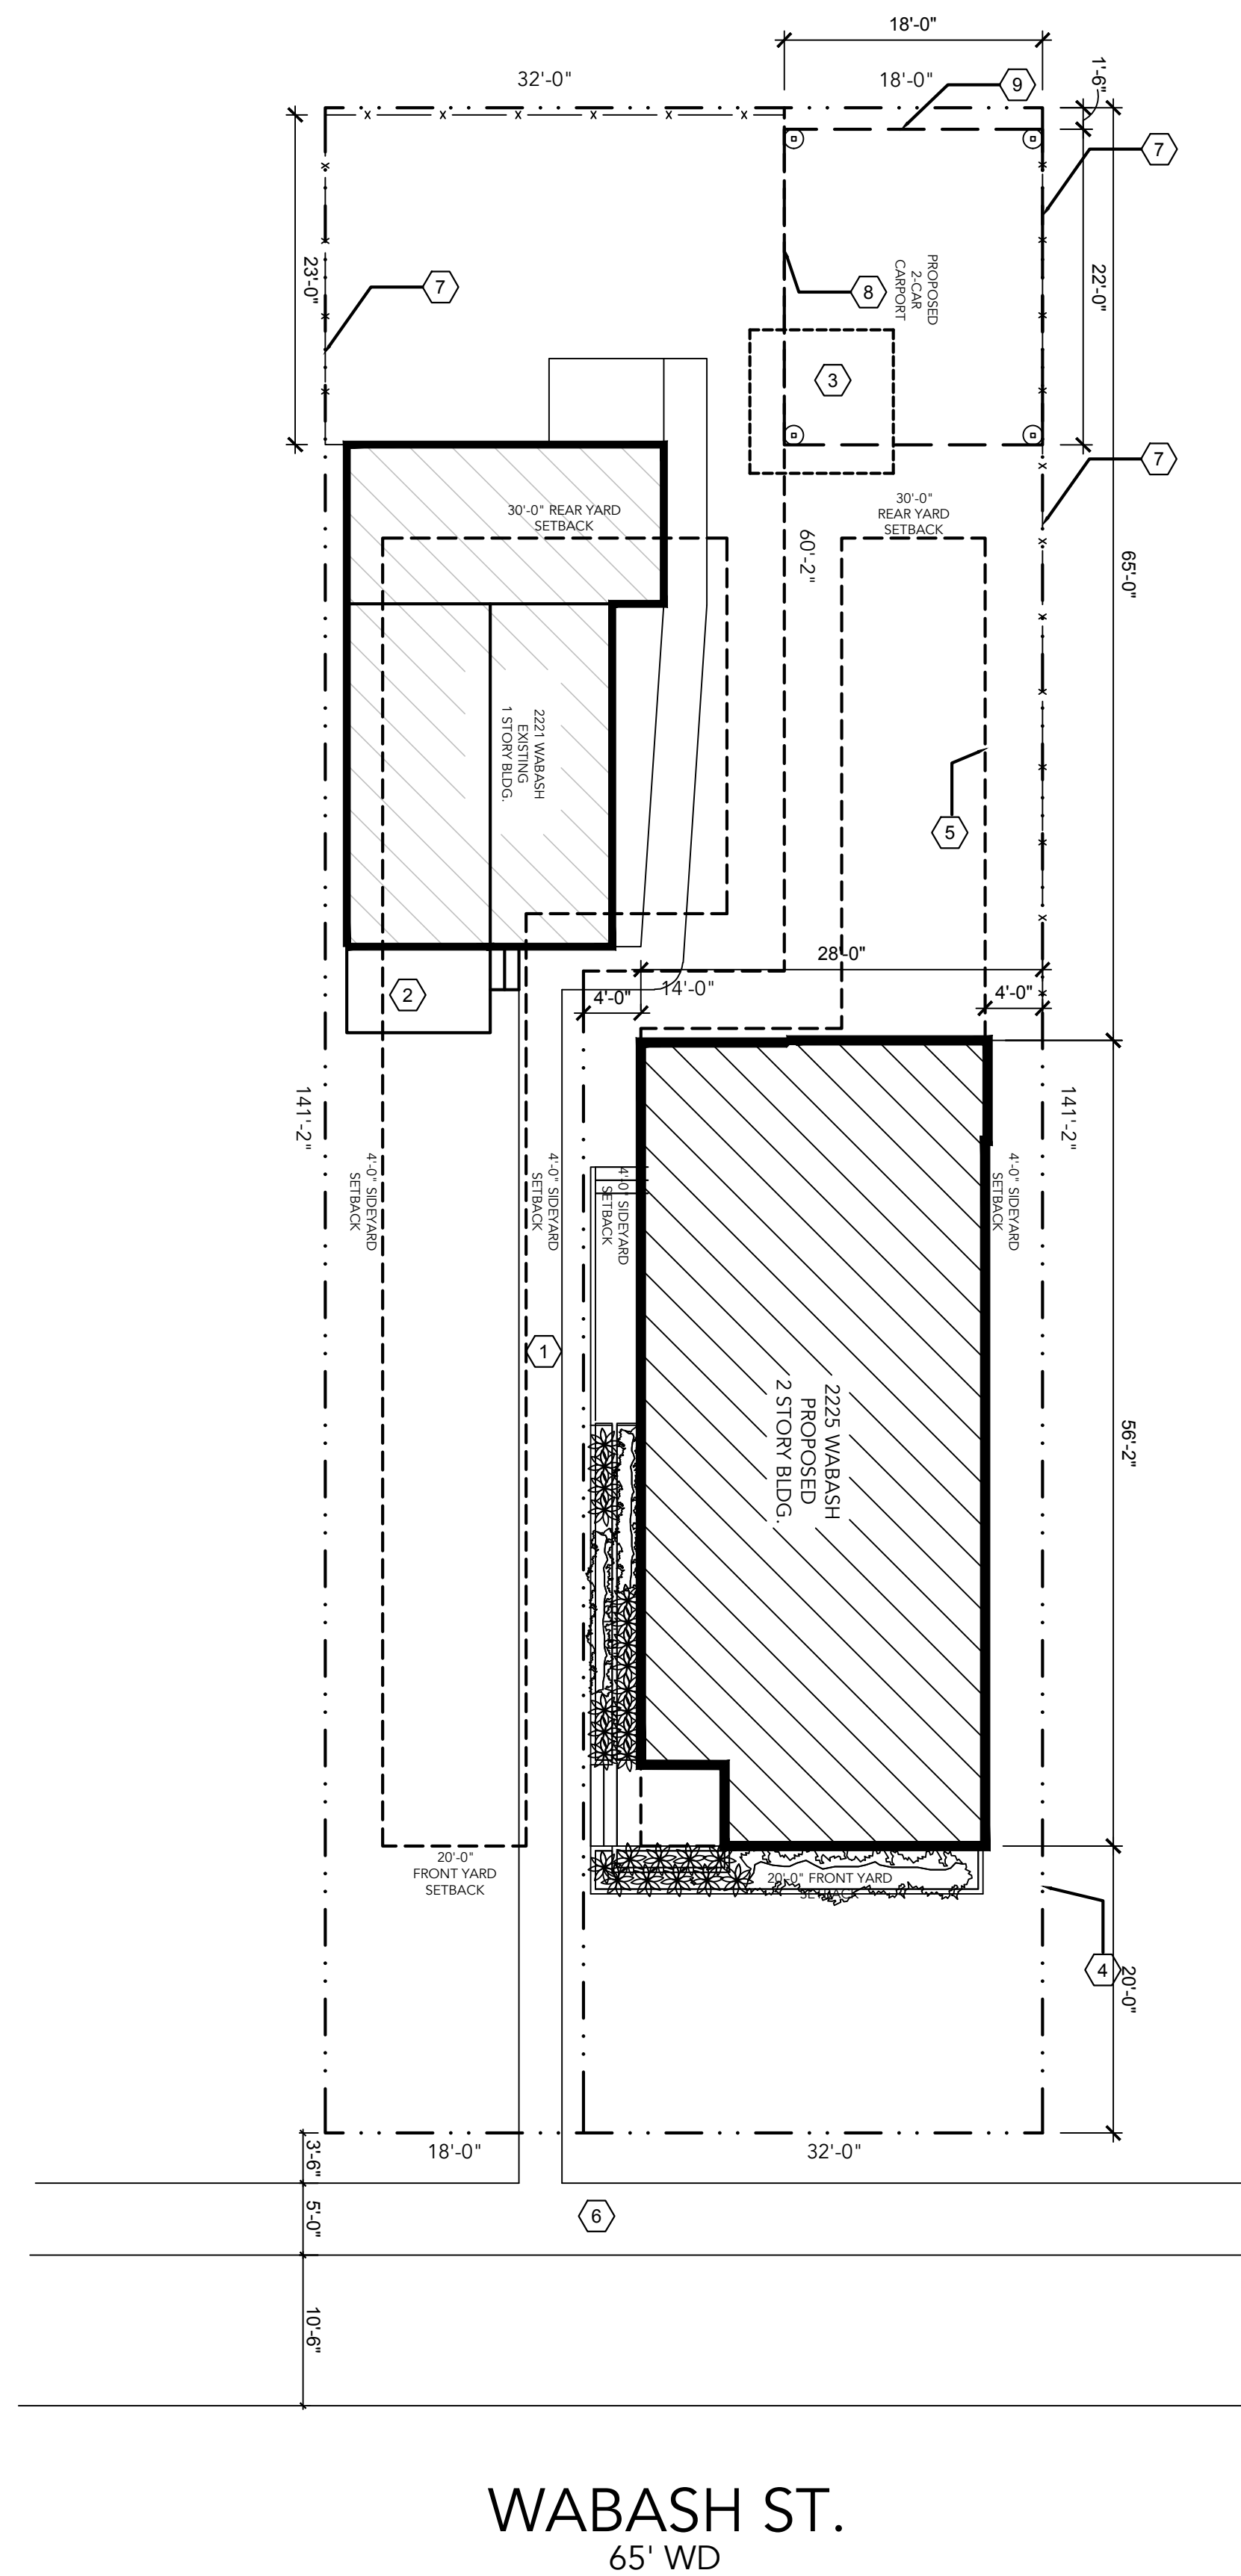 18'-0"
32'-0"
18'-0"
9
1'-6"
7
23'-0"
7
8
PROPOSED
2-CAR
CARPORT
22'-0"
3
7
30'-0" REAR YARD
SETBACK
30'-0"
REAR YARD
SETBACK
60'-2"
65'-0"
2221 WABASH
EXISTING
1 STORY BLDG.
5
28'-0"
2
4'-0"
14'-0"
4'-0"
141'-2"
141'-2"
4'-0" SIDEYARD
SETBACK
4'-0" SIDEYARD
SETBACK
4'-0" SIDEYARD
SETBACK
4'-0" SIDEYARD
SETBACK
1
2225 WABASH
PROPOSED
2 STORY BLDG.
56'-2"
20'-0"
FRONT YARD
SETBACK
20'-0" FRONT YARD
SETBACK
4
20'-0"
18'-0"
32'-0"
3'-6"
5'-0"
6
10'-6"
WABASH ST.
65' WD